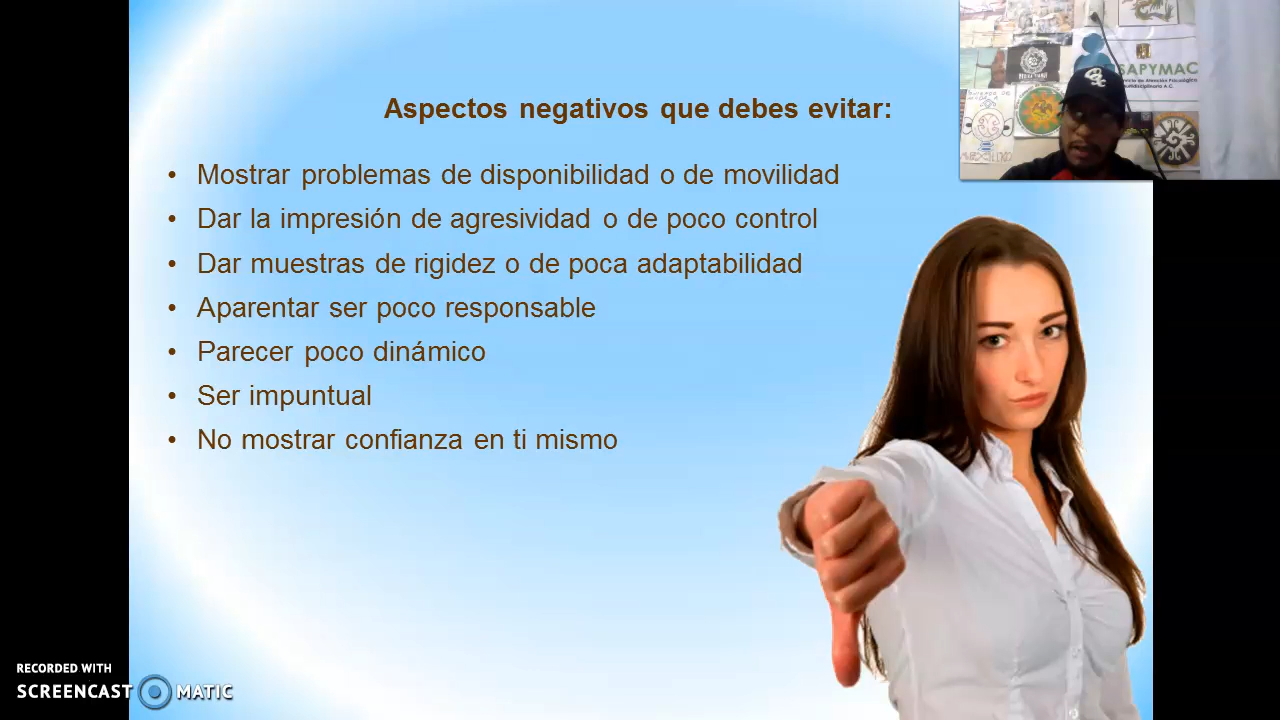 Aspectos negativos que debes evitar:
• Mostrar problemas de disponibilidad o de movilidad
• Dar la impresión de agresividad o de poco control
• Dar muestras de rigidez o de poca adaptabilidad
• Aparentar ser poco responsable
• Parecer poco dinámico
• Ser impuntual
• No mostrar confianza en ti mismo
SAPYMAC
RECORDED WITH
SCREENCAST MATIC